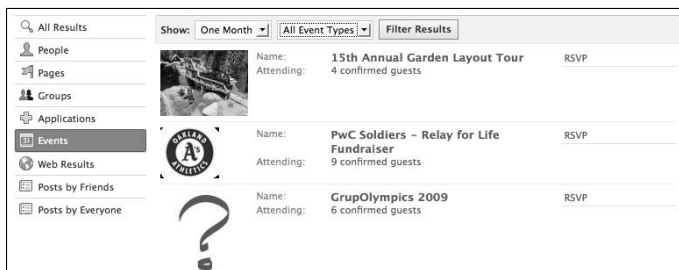 All Results
People
Pages
Groups
Applications
31 Events
Web Results
Posts by Friends
Posts by Everyone
Show: One Month All Event Types Filter Results
Name: 15th Annual Garden Layout Tour RSVP
Attending: 4 confirmed guests
OAKLAND
A's
ATHLETICS
Name: PwC Soldiers – Relay for Life RSVP
Fundraiser
Attending: 9 confirmed guests
?
Name: GrupOlympics 2009 RSVP
Attending: 6 confirmed guests